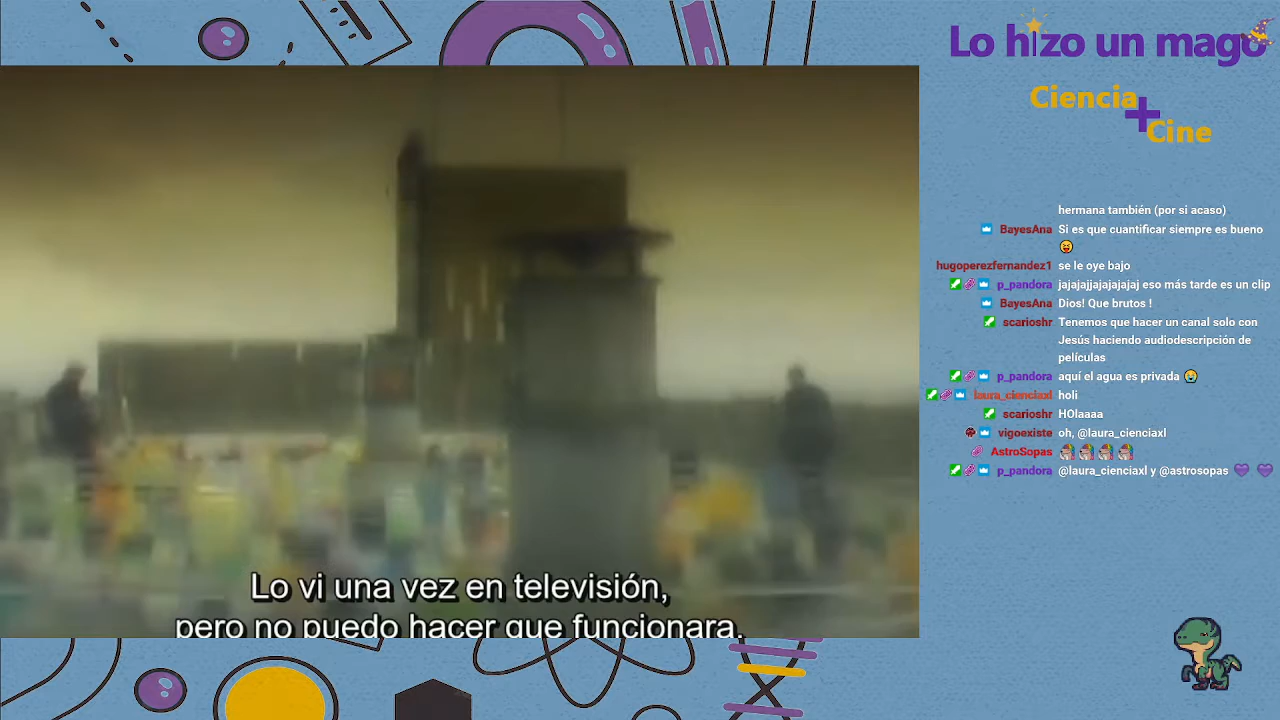 Lo hizo un mago
Ciencia
+
Cine
hermana también (por si acaso)
BayesAna Si es que cuantificar siempre es bueno
😛
hugoperezfernandez1 se le oye bajo
p_pandora jajajajjajajajajaj eso más tarde es un clip
BayesAna Dios! Que brutos !
scarioshr Tenemos que hacer un canal solo con
Jesús haciendo audiodescripción de
películas
p_pandora aquí el agua es privada 😭
laura_cienciaxl holi
scarioshr HOlaaaa
vigoexiste oh, @laura_cienciaxl
AstroSopas
p_pandora @laura_cienciaxl y @astrosopas 💜 💜
Lo vi una vez en televisión,
pero no puedo hacer que funcionara.